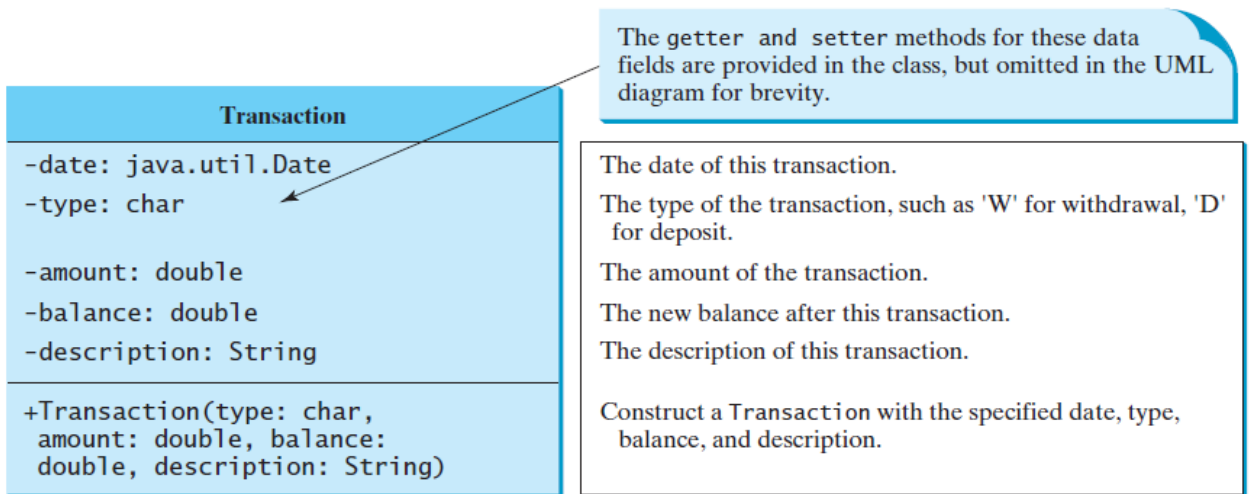 The getter and setter methods for these data
fields are provided in the class, but omitted in the UML
diagram for brevity.
Transaction
-date: java.util.Date
The date of this transaction.
-type: char
The type of the transaction, such as 'W' for withdrawal, 'D'
for deposit.
-amount: double
The amount of the transaction.
-balance: double
The new balance after this transaction.
-description: String
The description of this transaction.
+Transaction(type: char,
amount: double, balance:
double, description: String)
Construct a Transaction with the specified date, type,
balance, and description.